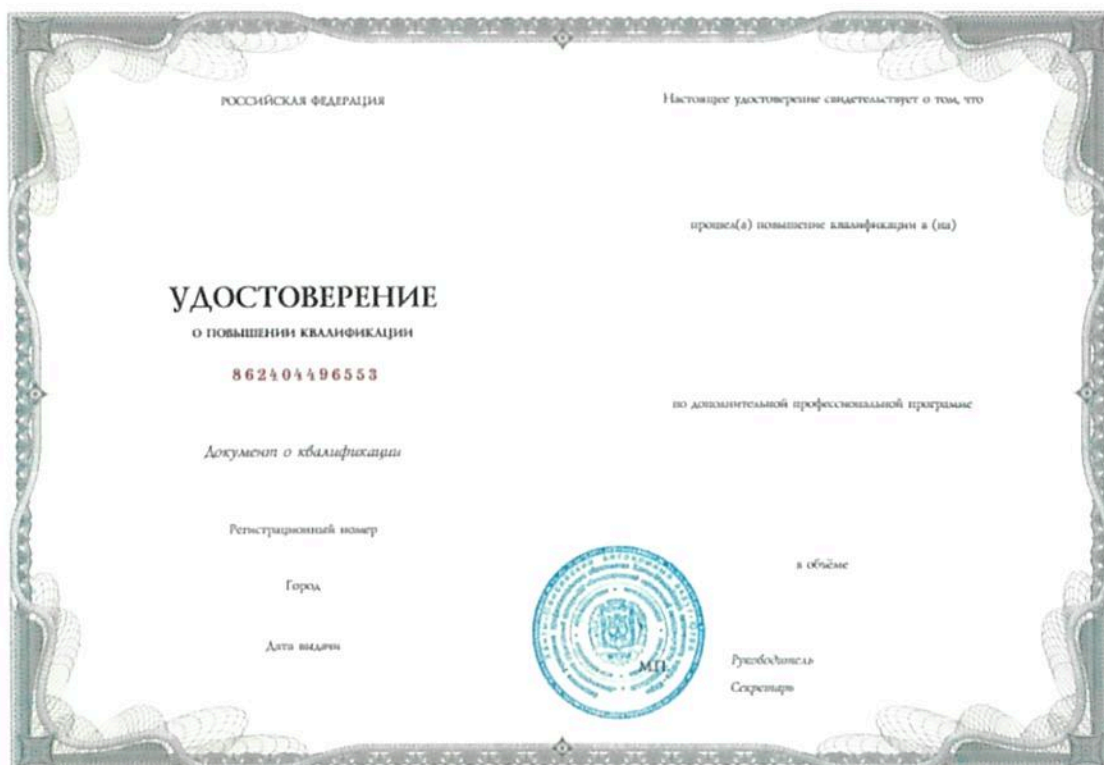 РОССИЙСКАЯ ФЕДЕРАЦИЯ
УДОСТОВЕРЕНИЕ
О ПОВЫШЕНИИ КВАЛИФИКАЦИИ
862404496553
Документ о квалификации
Регистрационный номер
Город
Дата выдачи
Настоящее удостоверение свидетельствует о том, что
прошел(а) повышение квалификации в (на)
по дополнительной профессиональной программе
в объёме
М.П.
Руководитель
Секретарь